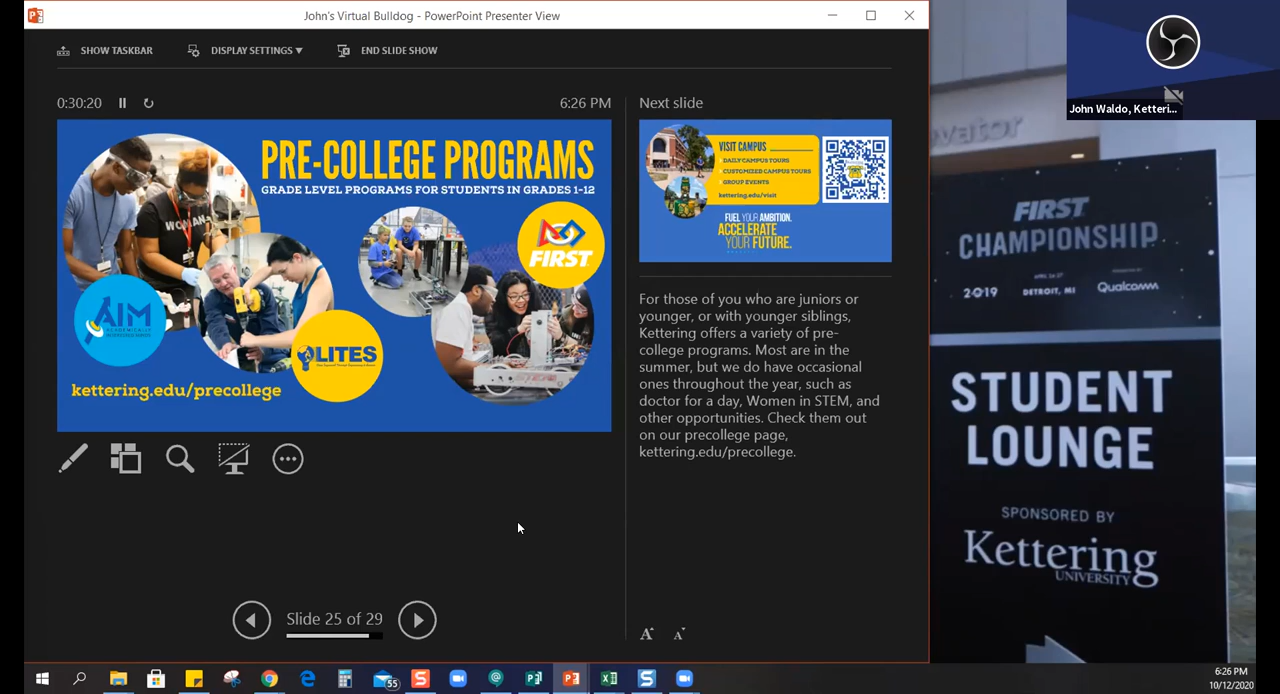 John's Virtual Bulldog - PowerPoint Presenter View
SHOW TASKBAR
DISPLAY SETTINGS ▼
END SLIDE SHOW
0:30:20
6:26 PM
PRE-COLLEGE PROGRAMS
GRADE LEVEL PROGRAMS FOR STUDENTS IN GRADES 1-12
WOMAN
FIRST
AIM
LITES
kettering.edu/precollege
Slide 25 of 29
Next slide
VISIT CAMPUS
DAILY CAMPUS TOURS
CUSTOMIZED CAMPUS TOURS
GROUP EVENTS
kettering.edu/visit
FUEL YOUR AMBITION.
ACCELERATE
YOUR FUTURE.
For those of you who are juniors or
younger, or with younger siblings,
Kettering offers a variety of pre-
college programs. Most are in the
summer, but we do have occasional
ones throughout the year, such as
doctor for a day, Women in STEM, and
other opportunities. Check them out
on our precollege page,
kettering.edu/precollege.
John Waldo, Ketteri...
FIRST
CHAMPIONSHIP
2019
DETROIT, MI
Qualcomm
STUDENT
LOUNGE
SPONSORED BY
Kettering
UNIVERSITY
55
6:26 PM
10/12/2020